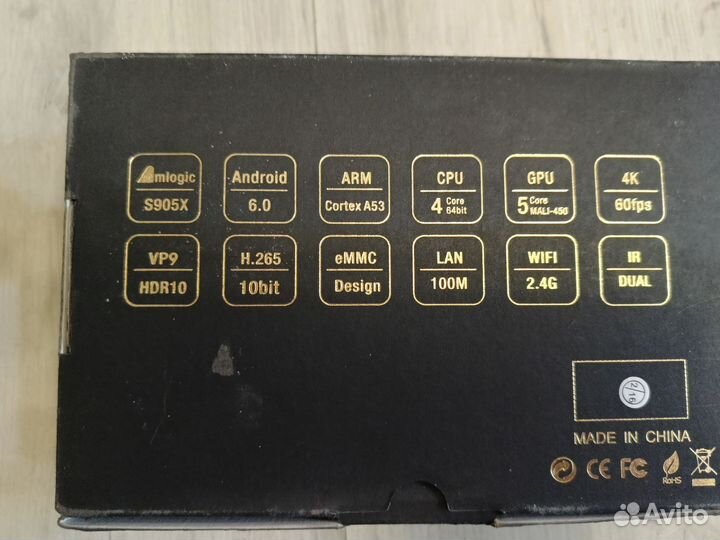 Amlogic
S905X
Android
6.0
ARM
Cortex A53
CPU
4 Core 64bit
GPU
5 Core MALI-450
4K
60fps
VP9
HDR10
H.265
10bit
eMMC
Design
LAN
100M
WIFI
2.4G
IR
DUAL
2/16
MADE IN CHINA
CE FC RoHS
Avito